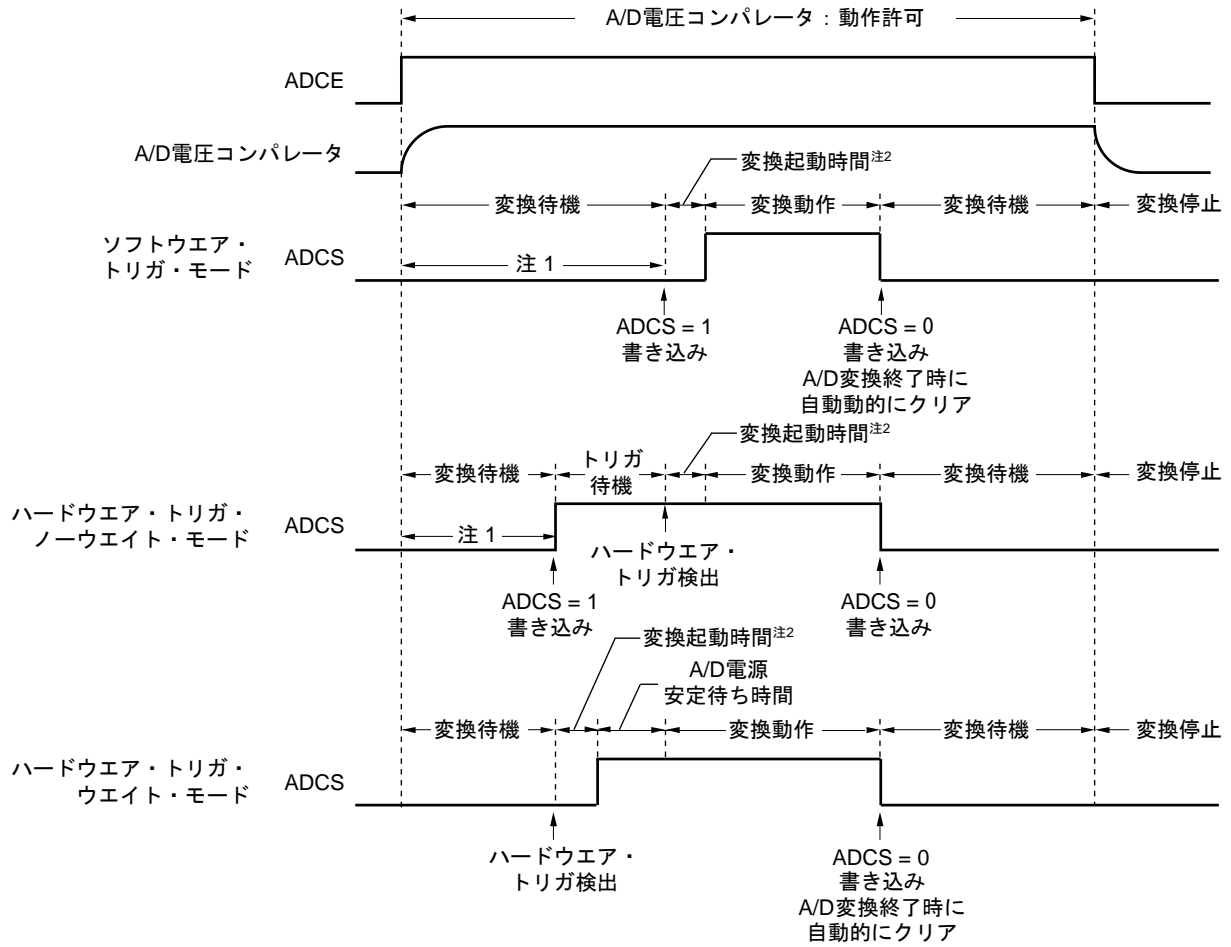 A/D電圧コンパレータ：動作許可
ADCE
A/D電圧コンパレータ
変換起動時間注2
変換待機
変換動作
変換待機
変換停止
ソフトウエア・
トリガ・モード
ADCS
注 1
ADCS = 1
書き込み
ADCS = 0
書き込み
A/D変換終了時に
自動動的にクリア
変換起動時間注2
変換待機
トリガ
待機
変換動作
変換待機
変換停止
ハードウエア・トリガ・
ノーウエイト・モード
ADCS
注 1
ハードウエア・
トリガ検出
ADCS = 1
書き込み
ADCS = 0
書き込み
変換起動時間注2
A/D電源
安定待ち時間
変換待機
変換動作
変換待機
変換停止
ハードウエア・トリガ・
ウエイト・モード
ADCS
ハードウエア・
トリガ検出
ADCS = 0
書き込み
A/D変換終了時に
自動的にクリア